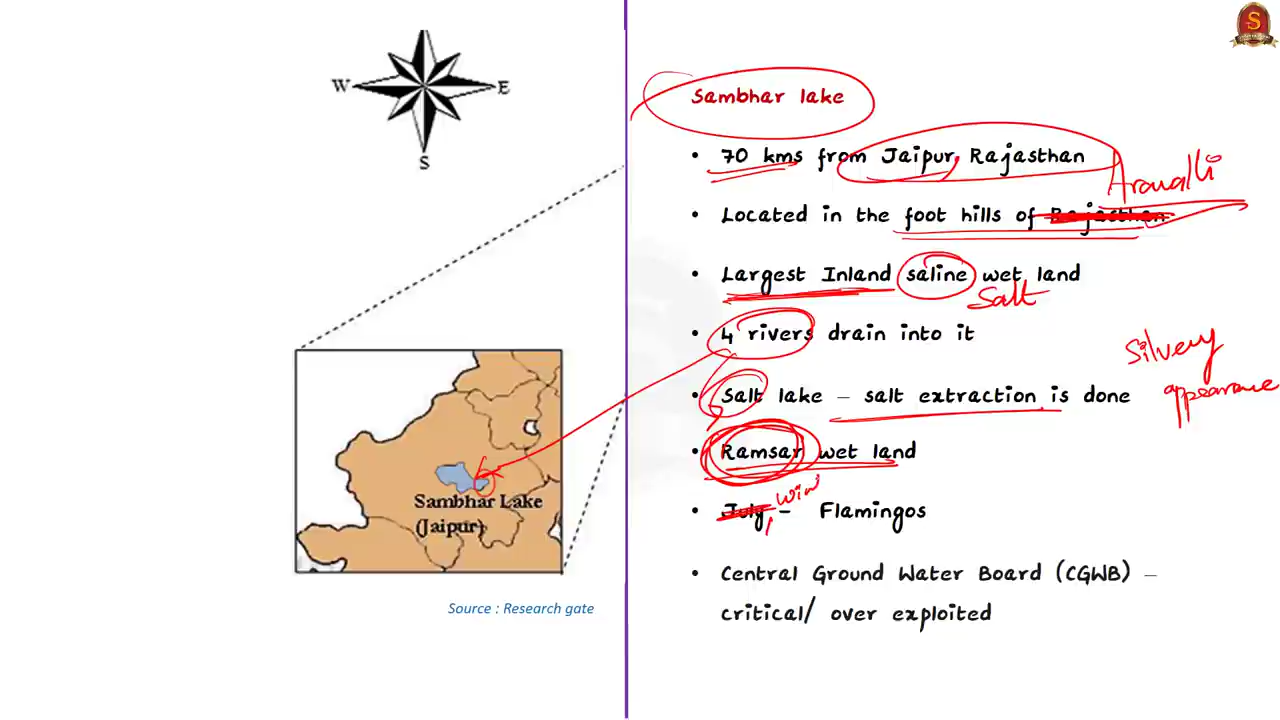 W E
S
Sambhar lake
• 70 kms from Jaipur, Rajasthan
Aravalli
• Located in the foot hills of Rajasthan
• Largest Inland saline wet land
Salt
• 4 rivers drain into it
Silvery
appearance
• Salt lake – salt extraction is done
• Ramsar wet land
win
• July, – Flamingos
• Central Ground Water Board (CGWB) –
critical/ over exploited
Sambhar Lake
(Jaipur)
Source : Research gate
S